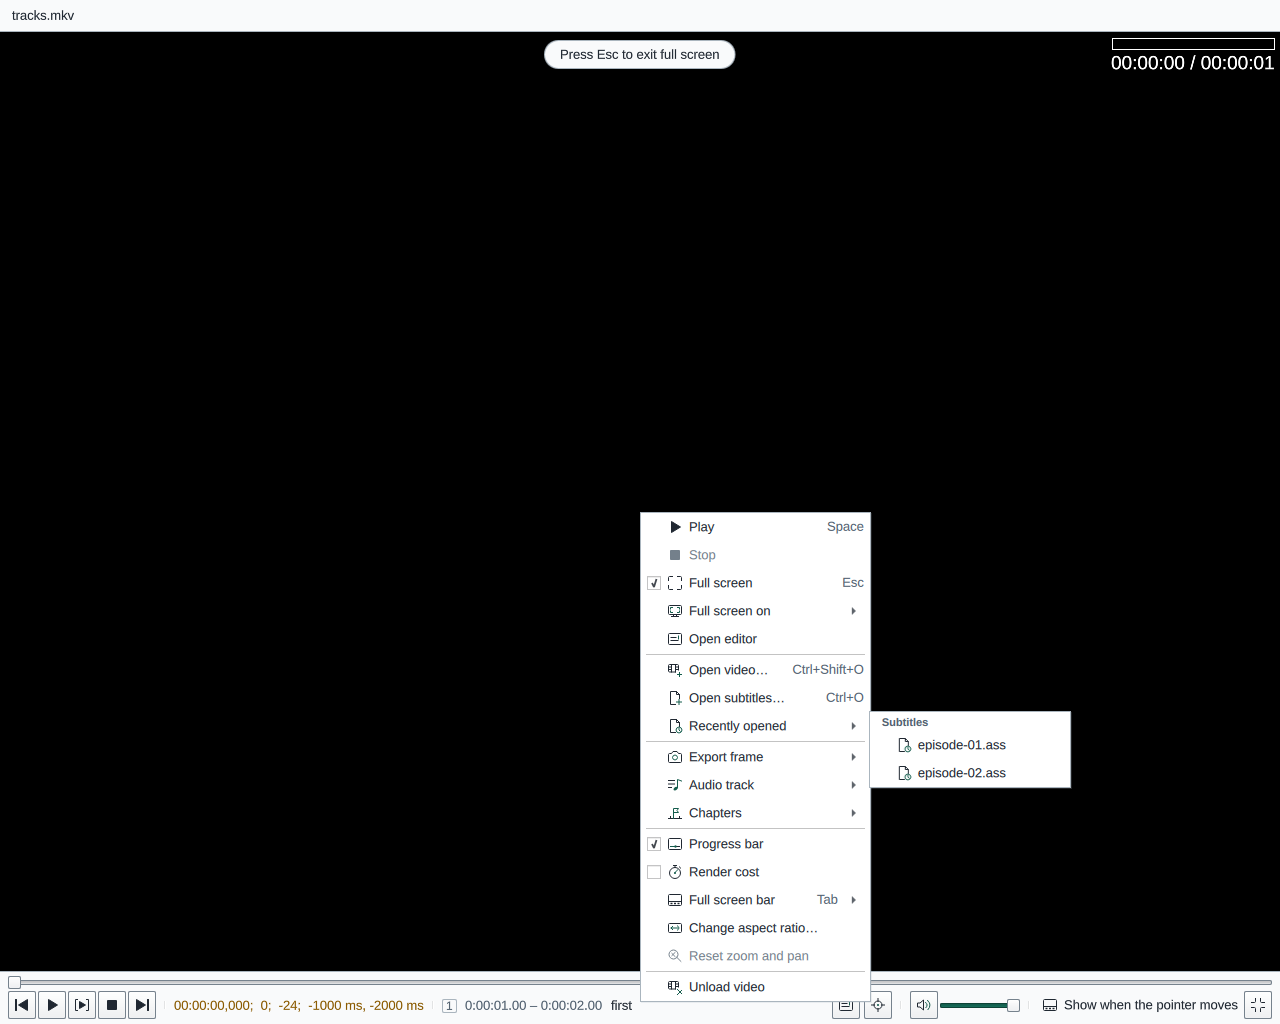 tracks.mkv
Press Esc to exit full screen
00:00:00 / 00:00:01
Play Space
Stop
Full screen Esc
Full screen on
Open editor
Open video… Ctrl+Shift+O
Open subtitles… Ctrl+O
Recently opened
Subtitles
episode-01.ass
episode-02.ass
Export frame
Audio track
Chapters
Progress bar
Render cost
Full screen bar Tab
Change aspect ratio…
Reset zoom and pan
Unload video
00:00:00,000; 0; -24; -1000 ms, -2000 ms 1 0:00:01.00 – 0:00:02.00 first Show when the pointer moves